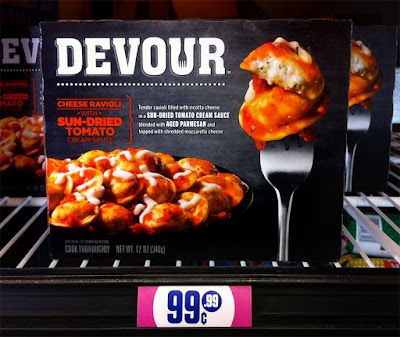 DEVOUR
EV
CHEESE RAVIOLI
WITH
SUN-DRIED
TOMATO
CREAM SAUCE
Tender ravioli filled with ricotta cheese
in a SUN-DRIED TOMATO CREAM SAUCE
blended with AGED PARMESAN and
topped with shredded mozzarella cheese
COOK THOROUGHLY NET WT. 12 OZ (340g)
99¢ .99